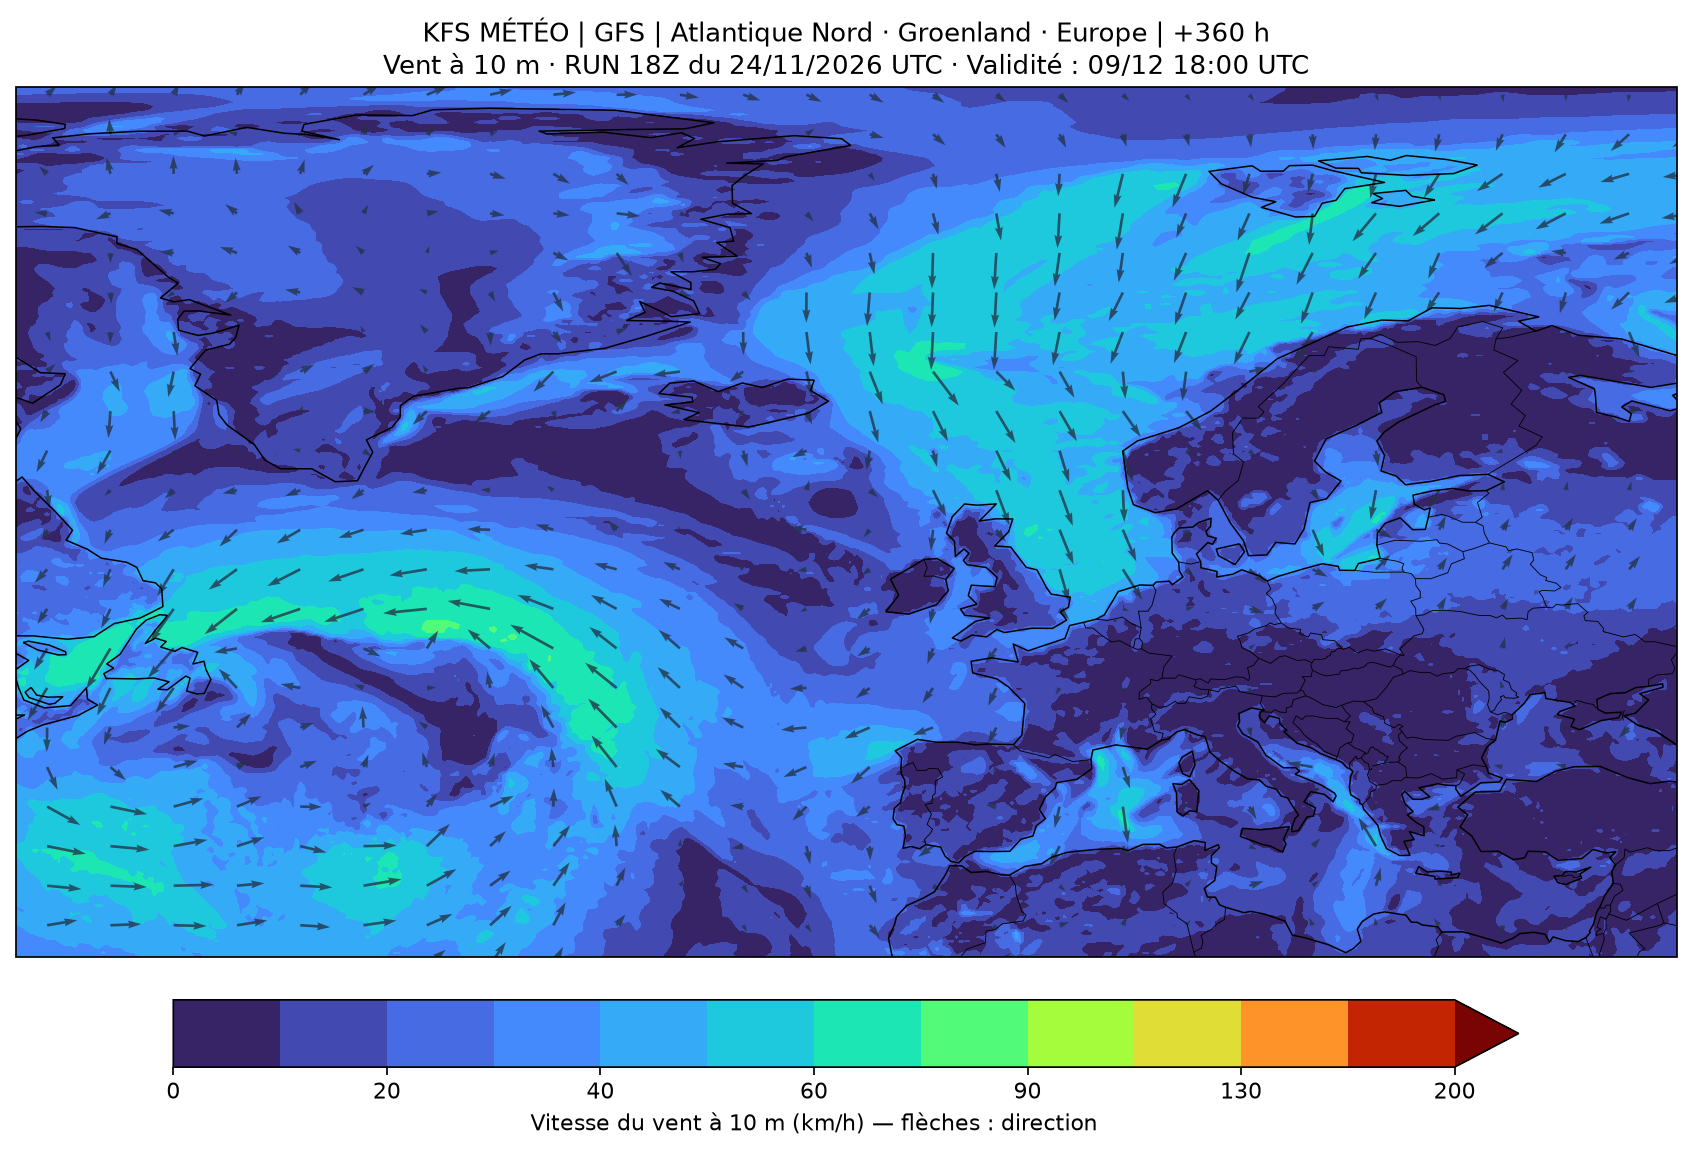 KFS MÉTÉO | GFS | Atlantique Nord · Groenland · Europe | +360 h
Vent à 10 m · RUN 18Z du 24/11/2026 UTC · Validité : 09/12 18:00 UTC
0 20 40 60 90 130 200
Vitesse du vent à 10 m (km/h) — flèches : direction